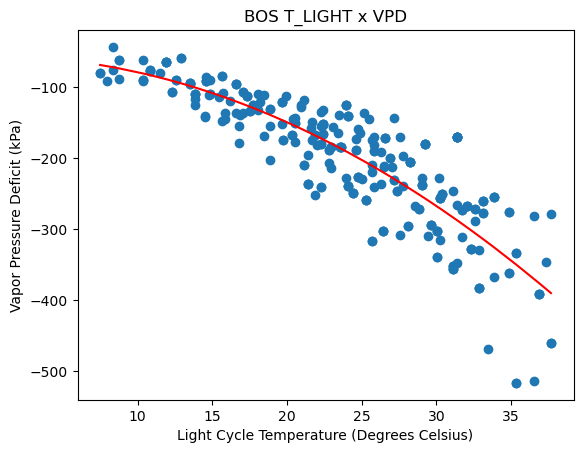 BOS T_LIGHT x VPD
Vapor Pressure Deficit (kPa)
−100
−200
−300
−400
−500
10 15 20 25 30 35
Light Cycle Temperature (Degrees Celsius)